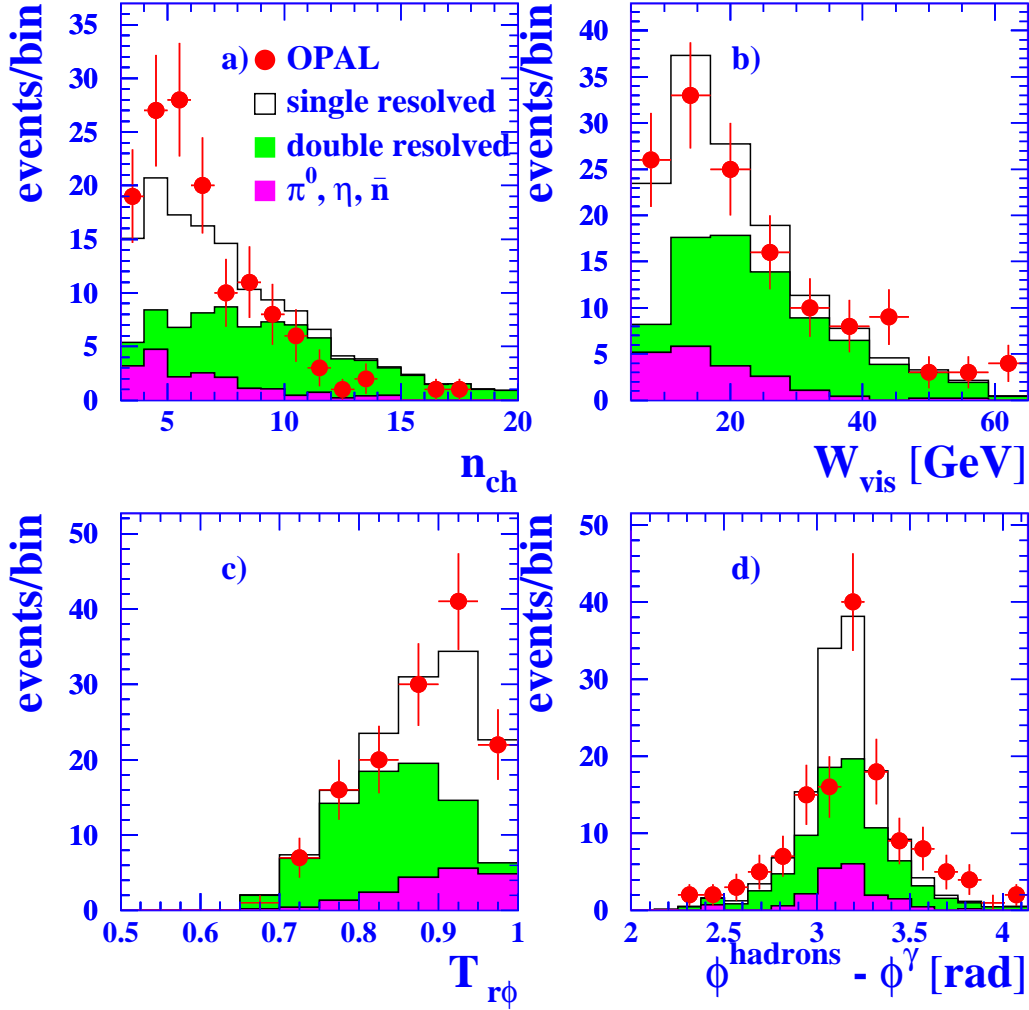 events/bin
35
30
25
20
15
10
5
0
a)
OPAL
single resolved
double resolved
π⁰, η, n̄
5 10 15 20
n_ch
events/bin
40
35
30
25
20
15
10
5
0
b)
20 40 60
W_vis [GeV]
events/bin
50
40
30
20
10
0
c)
0.5 0.6 0.7 0.8 0.9 1
T_rϕ
events/bin
50
40
30
20
10
0
d)
2 2.5 3 3.5 4
ϕ^hadrons - ϕ^γ [rad]